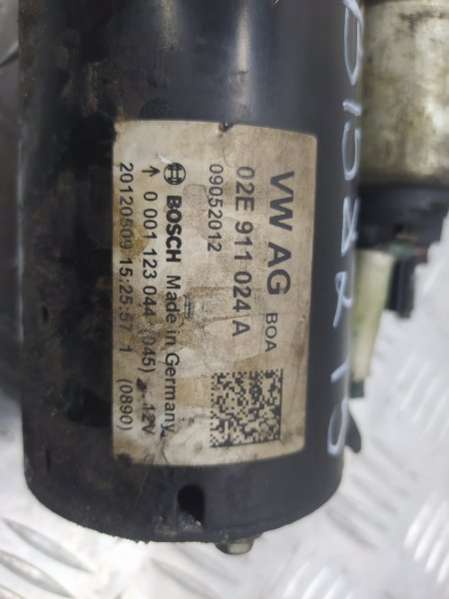 VW AG BOA
02E 911 024 A
09052012
BOSCH Made in Germany
0 001 123 044 (045) 12V
20120509 15:25:57 1 (0890)